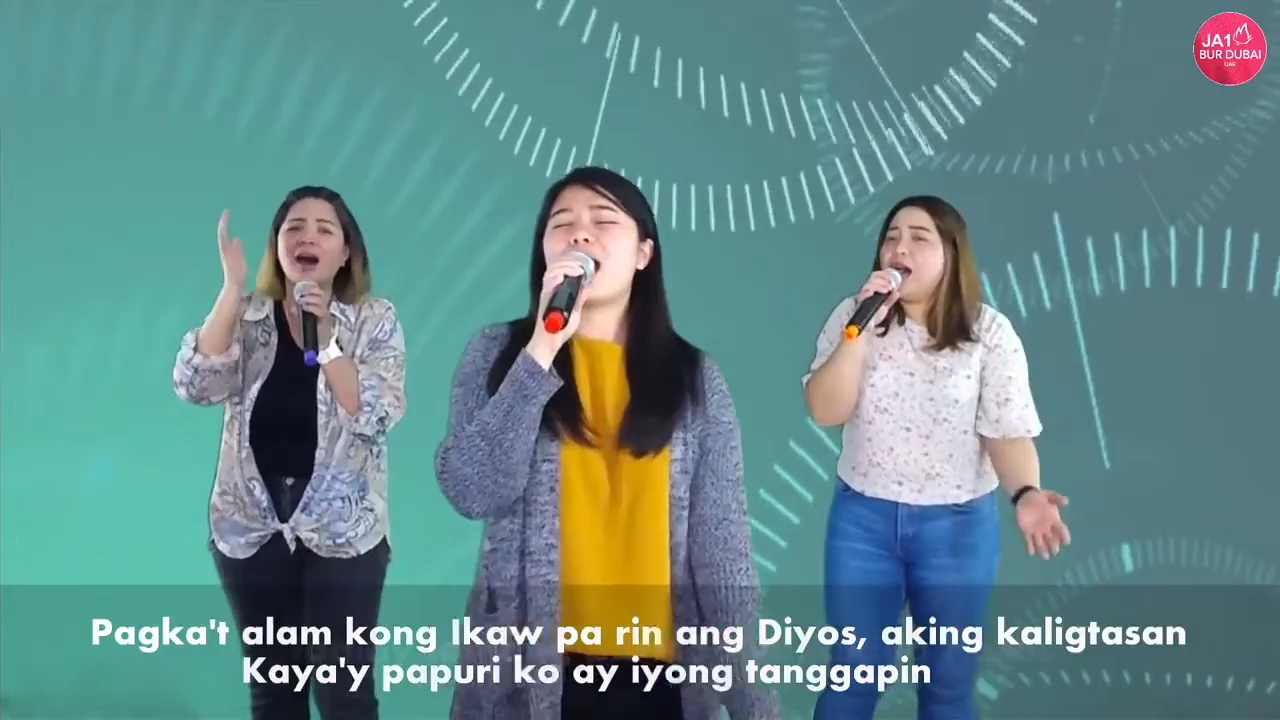 JA1
BUR DUBAI
UAE
Pagka't alam kong Ikaw pa rin ang Diyos, aking kaligtasan
Kaya'y papuri ko ay iyong tanggapin